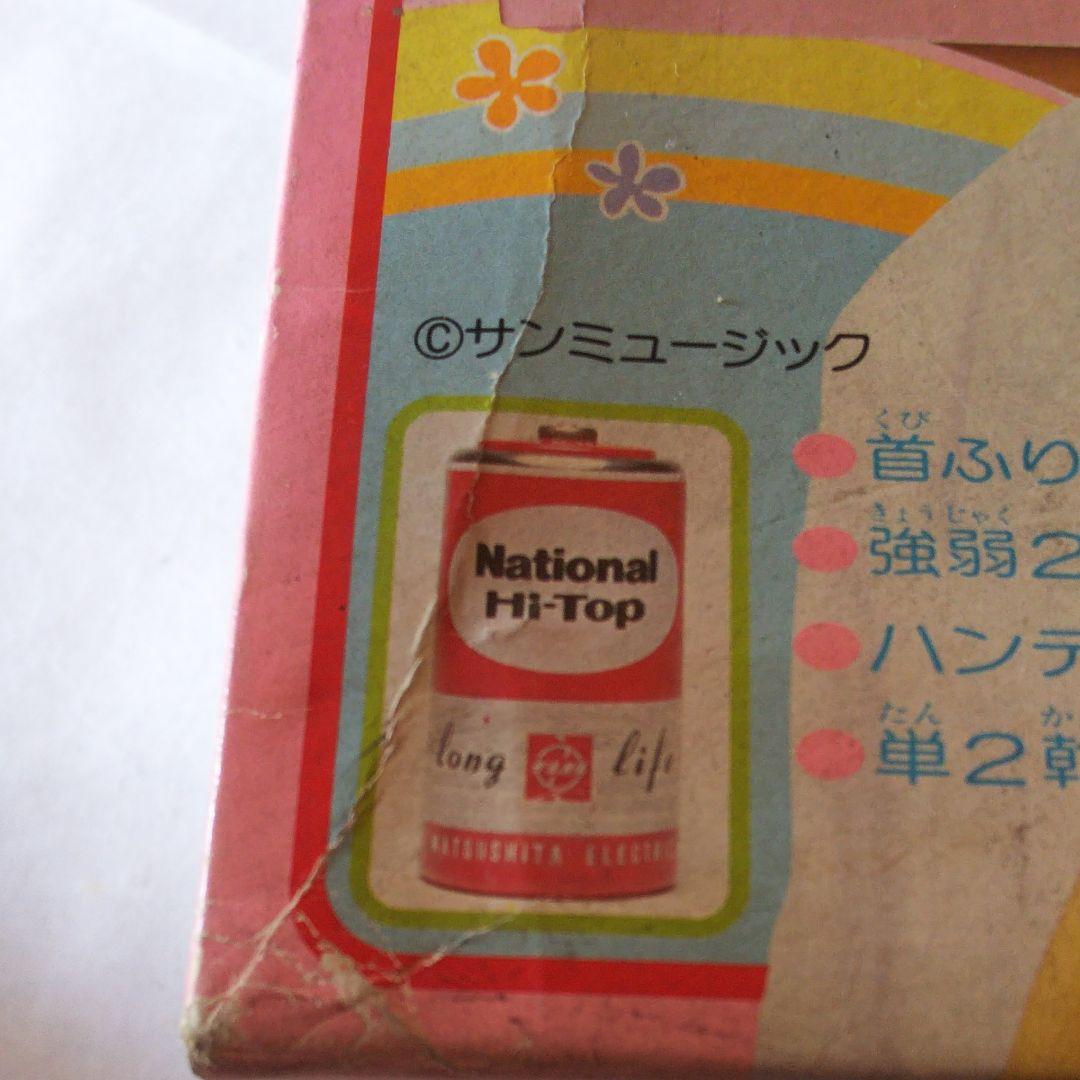 ©サンミュージック
National
Hi-Top
long life
MATSUSHITA ELECTRIC
くび
首ふり
きょうじゃく
強弱2
ハンデ
たん か
単2乾